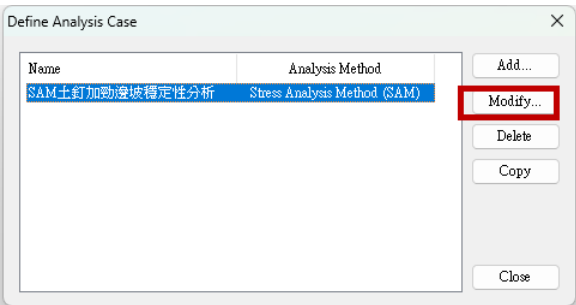 Define Analysis Case
Name Analysis Method
SAM土釘加勁邊坡穩定性分析 Stress Analysis Method (SAM)
Add...
Modify...
Delete
Copy
Close